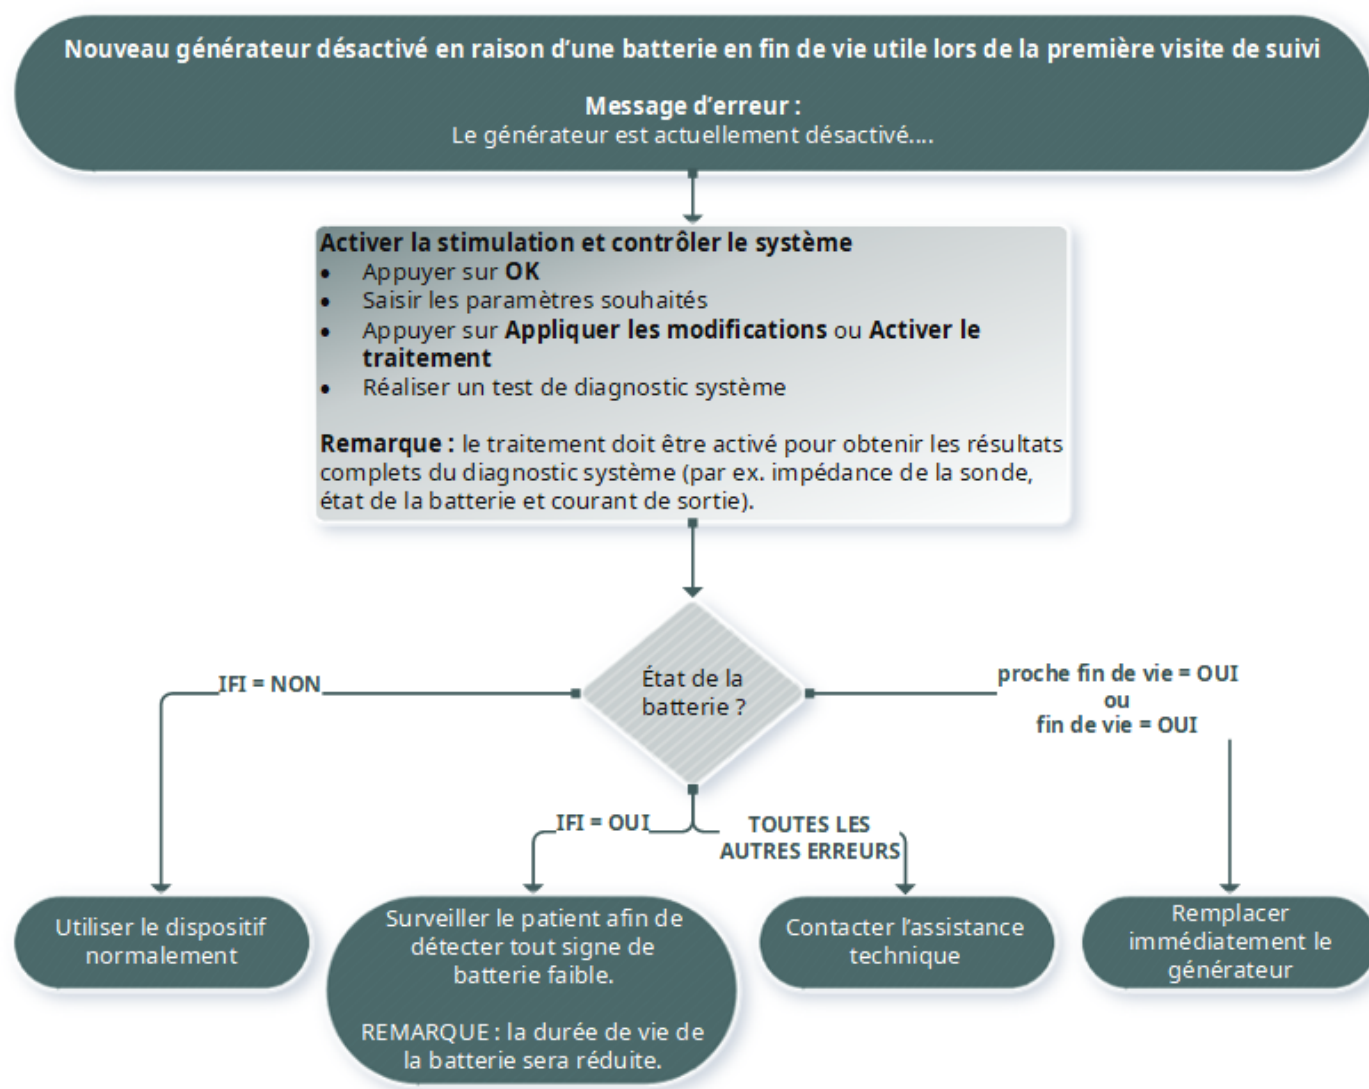 Nouveau générateur désactivé en raison d’une batterie en fin de vie utile lors de la première visite de suivi
Message d’erreur :
Le générateur est actuellement désactivé....
Activer la stimulation et contrôler le système
• Appuyer sur OK
• Saisir les paramètres souhaités
• Appuyer sur Appliquer les modifications ou Activer le
traitement
• Réaliser un test de diagnostic système
Remarque : le traitement doit être activé pour obtenir les résultats
complets du diagnostic système (par ex. impédance de la sonde,
état de la batterie et courant de sortie).
État de la
batterie ?
IFI = NON
proche fin de vie = OUI
ou
fin de vie = OUI
IFI = OUI
TOUTES LES
AUTRES ERREURS
Utiliser le dispositif
normalement
Surveiller le patient afin de
détecter tout signe de
batterie faible.
REMARQUE : la durée de vie de
la batterie sera réduite.
Contacter l’assistance
technique
Remplacer
immédiatement le
générateur